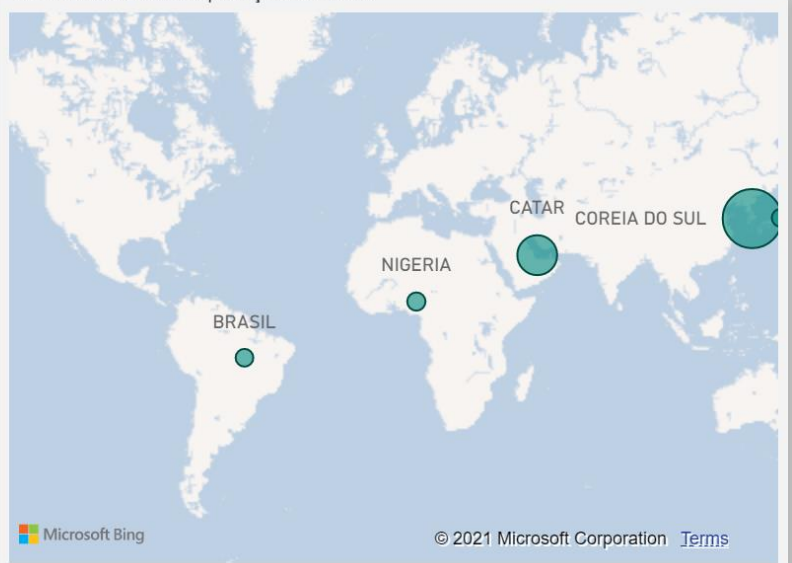 CATAR
COREIA DO SUL
NIGERIA
BRASIL
Microsoft Bing
© 2021 Microsoft Corporation Terms